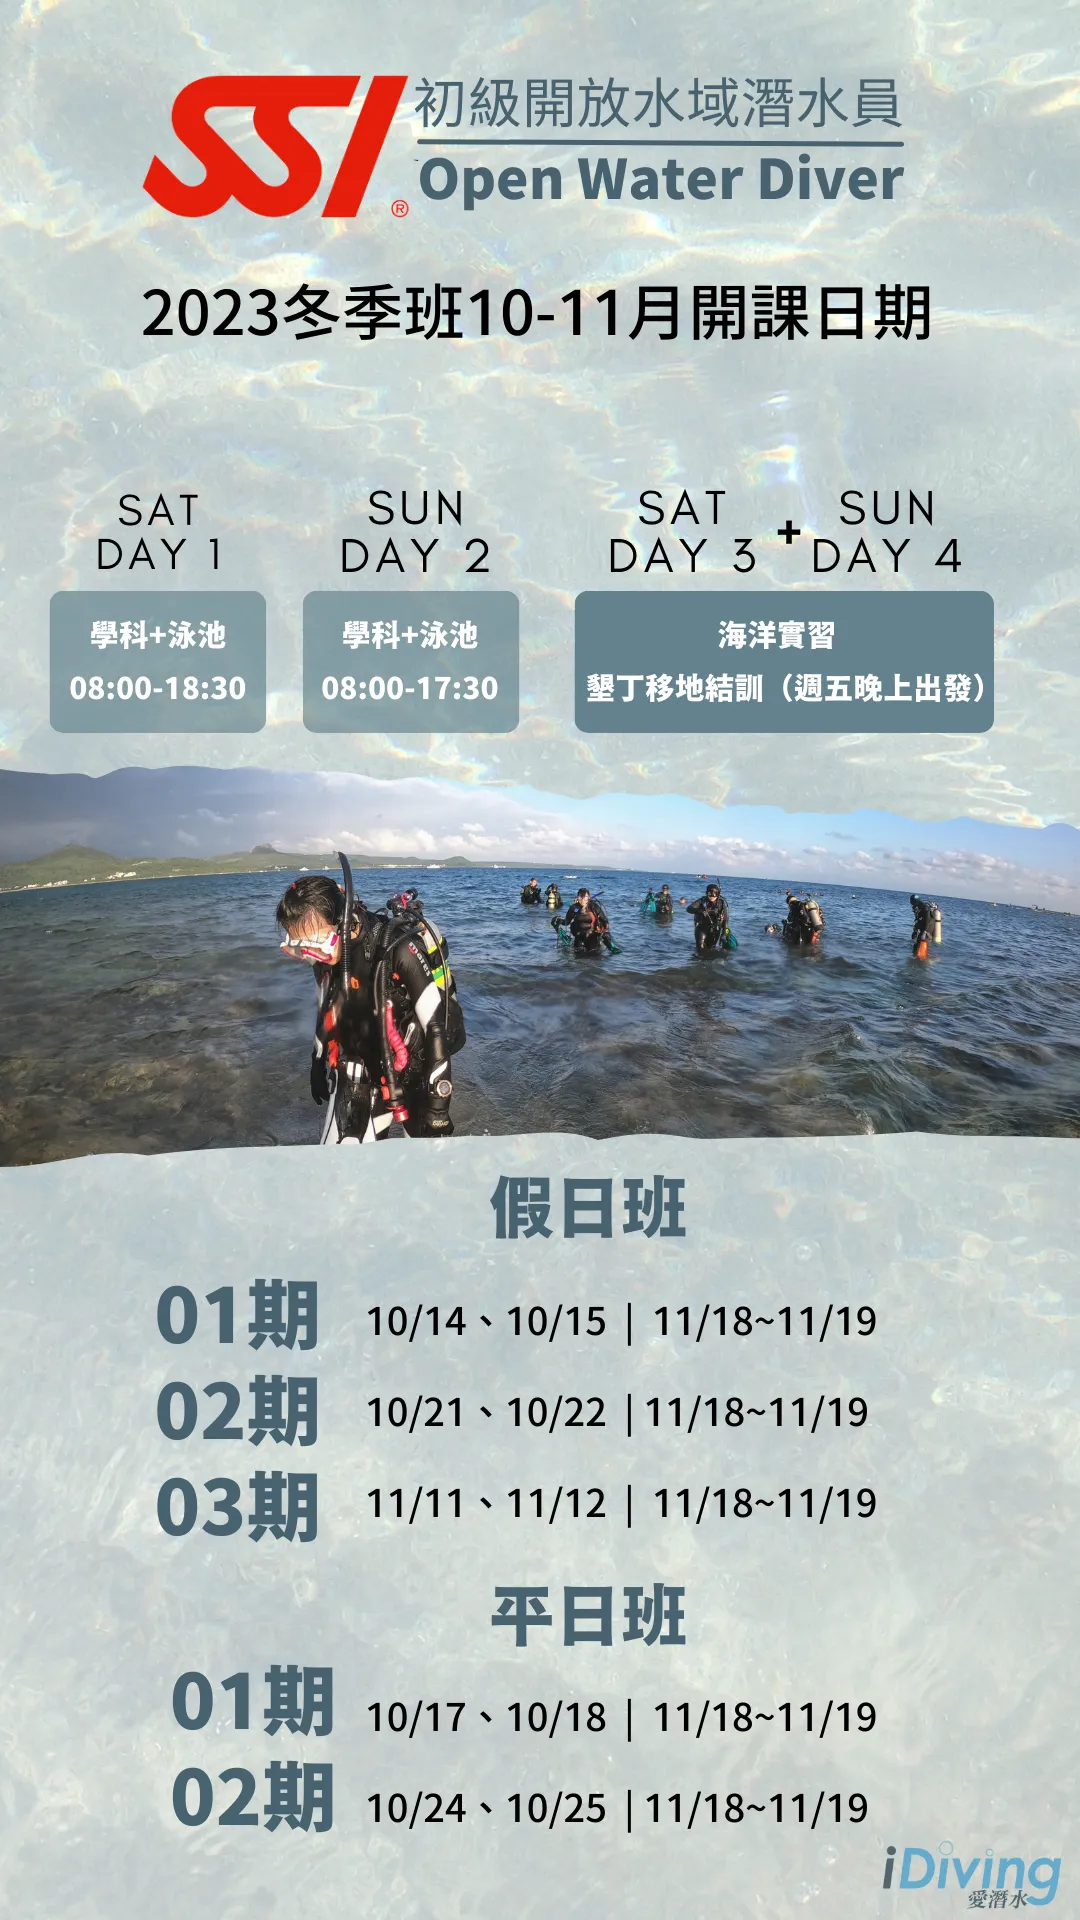 SSI®
初級開放水域潛水員
Open Water Diver
2023冬季班10-11月開課日期
SAT
DAY 1
SUN
DAY 2
SAT
DAY 3
+
SUN
DAY 4
學科+泳池
08:00-18:30
學科+泳池
08:00-17:30
海洋實習
墾丁移地結訓（週五晚上出發）
假日班
01期 10/14、10/15 | 11/18~11/19
02期 10/21、10/22 | 11/18~11/19
03期 11/11、11/12 | 11/18~11/19
平日班
01期 10/17、10/18 | 11/18~11/19
02期 10/24、10/25 | 11/18~11/19
iDiving
愛潛水